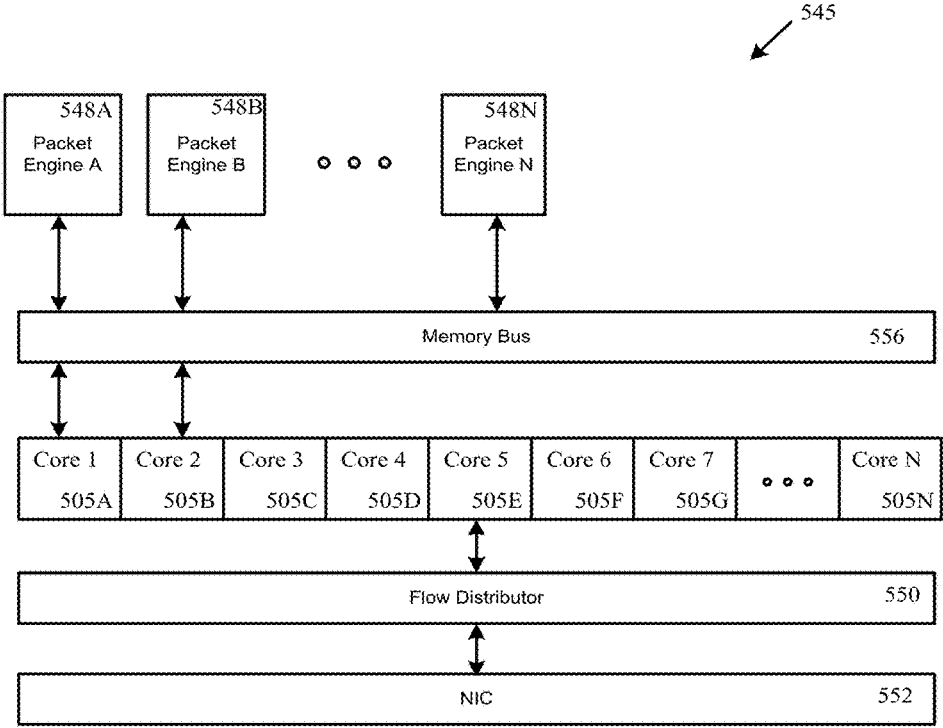 545
548A
Packet
Engine A
548B
Packet
Engine B
548N
Packet
Engine N
Memory Bus
556
Core 1
505A
Core 2
505B
Core 3
505C
Core 4
505D
Core 5
505E
Core 6
505F
Core 7
505G
Core N
505N
Flow Distributor
550
NIC
552